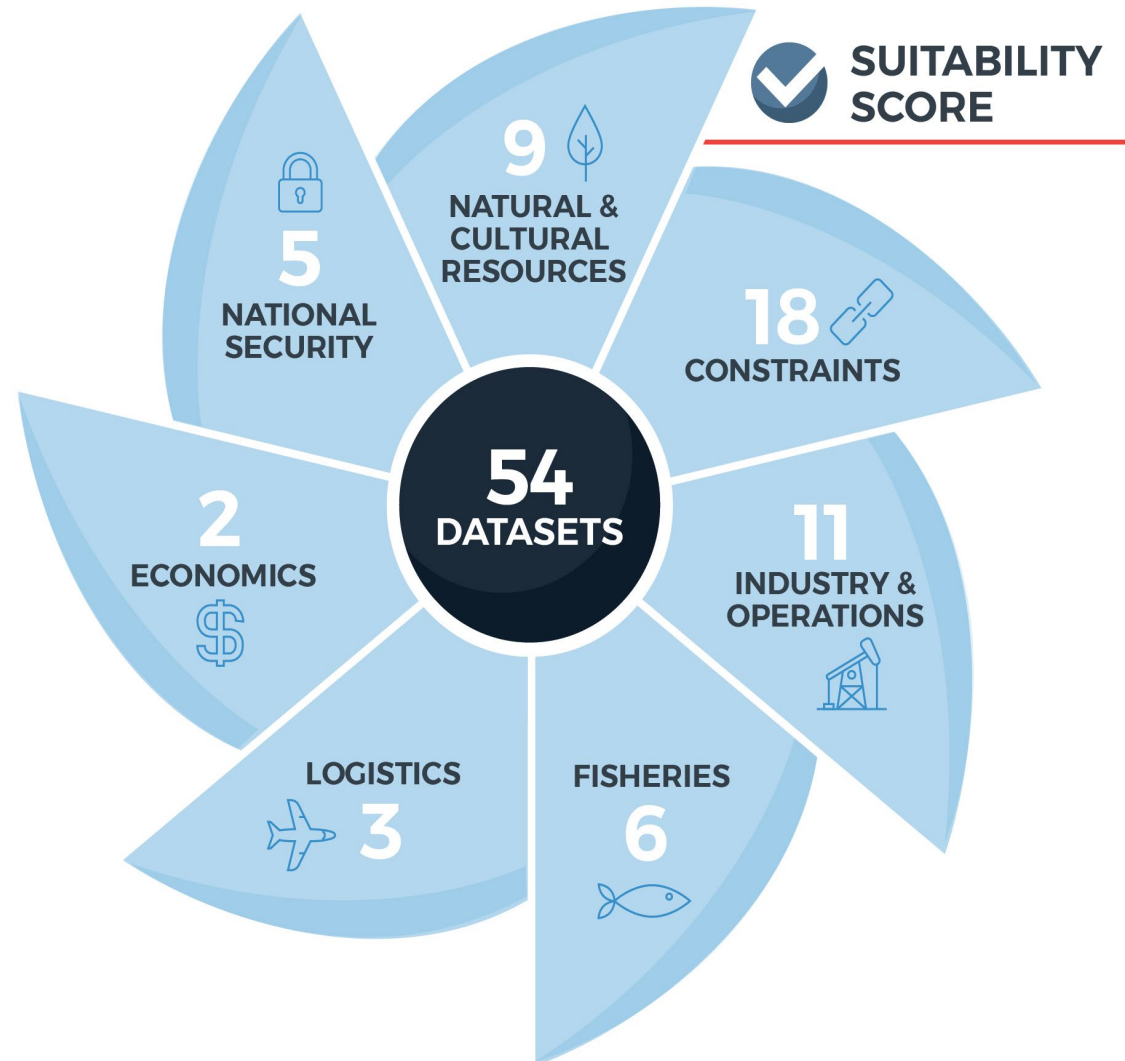 SUITABILITY
SCORE
9
NATURAL &
CULTURAL
RESOURCES
18
CONSTRAINTS
11
INDUSTRY &
OPERATIONS
FISHERIES
6
LOGISTICS
3
2
ECONOMICS
5
NATIONAL
SECURITY
54
DATASETS